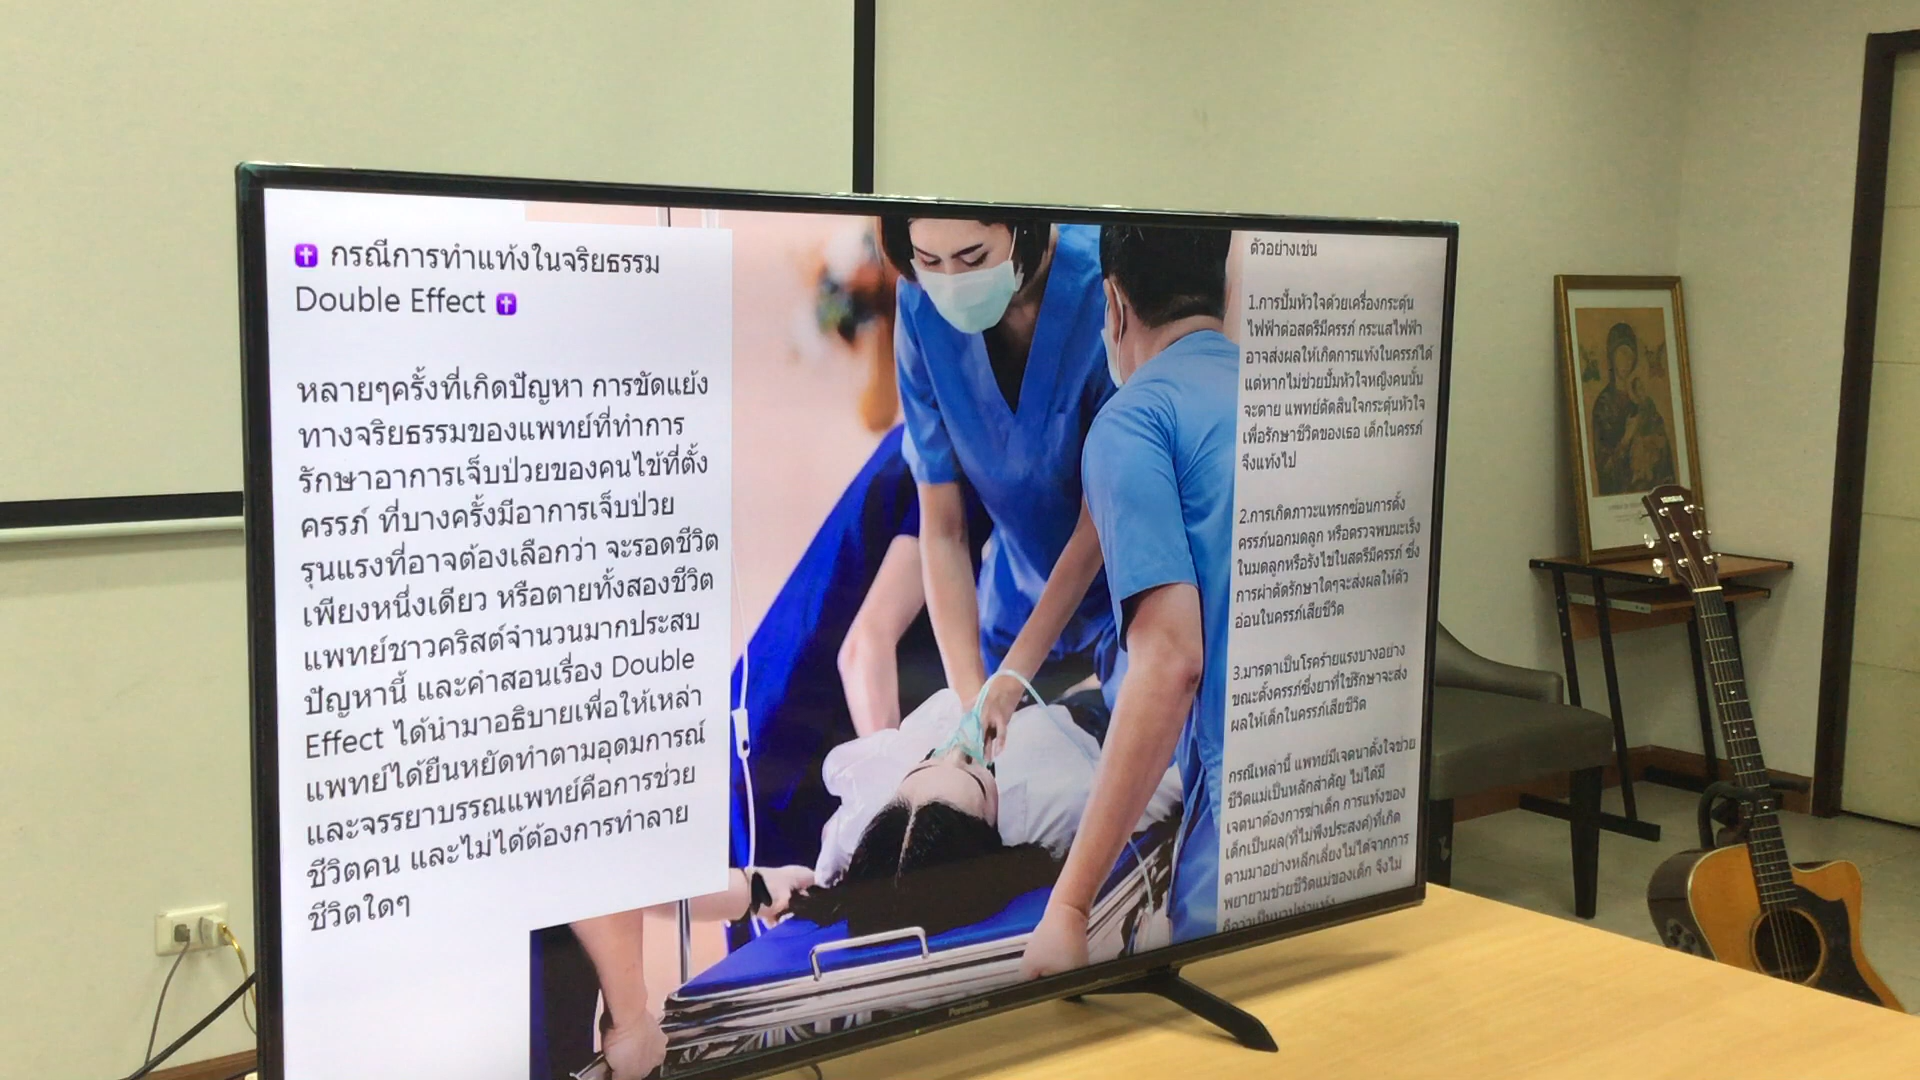 ✝ กรณีการทำแท้งในจริยธรรม
Double Effect ✝
หลายๆครั้งที่เกิดปัญหา การขัดแย้ง
ทางจริยธรรมของแพทย์ที่ทำการ
รักษาอาการเจ็บป่วยของคนไข้ที่ตั้ง
ครรภ์ ที่บางครั้งมีอาการเจ็บป่วย
รุนแรงที่อาจต้องเลือกว่า จะรอดชีวิต
เพียงหนึ่งเดียว หรือตายทั้งสองชีวิต
แพทย์ชาวคริสต์จำนวนมากประสบ
ปัญหานี้ และคำสอนเรื่อง Double
Effect ได้นำมาอธิบายเพื่อให้เหล่า
แพทย์ได้ยืนหยัดทำตามอุดมการณ์
และจรรยาบรรณแพทย์คือการช่วย
ชีวิตคน และไม่ได้ต้องการทำลาย
ชีวิตใดๆ
ตัวอย่างเช่น
1.การปั๊มหัวใจด้วยเครื่องกระตุ้น
ไฟฟ้าต่อสตรีมีครรภ์ กระแสไฟฟ้า
อาจส่งผลให้เกิดการแท้งในครรภ์ได้
แต่หากไม่ช่วยปั๊มหัวใจหญิงคนนั้น
จะตาย แพทย์ตัดสินใจกระตุ้นหัวใจ
เพื่อรักษาชีวิตของเธอ เด็กในครรภ์
จึงแท้งไป
2.การเกิดภาวะแทรกซ้อนการตั้ง
ครรภ์นอกมดลูก หรือตรวจพบมะเร็ง
ในมดลูกหรือรังไข่ในสตรีมีครรภ์ ซึ่ง
การผ่าตัดรักษาใดๆจะส่งผลให้ตัว
อ่อนในครรภ์เสียชีวิต
3.มารดาเป็นโรคร้ายแรงบางอย่าง
ขณะตั้งครรภ์ซึ่งยาที่ใช้รักษาจะส่ง
ผลให้เด็กในครรภ์เสียชีวิต
กรณีเหล่านี้ แพทย์มีเจตนาตั้งใจช่วย
ชีวิตแม่เป็นหลักสำคัญ ไม่ได้มี
เจตนาต้องการฆ่าเด็ก การแท้งของ
เด็กเป็นผล(ที่ไม่พึงประสงค์)ที่เกิด
ตามมาอย่างหลีกเลี่ยงไม่ได้จากการ
พยายามช่วยชีวิตแม่ของเด็ก จึงไม่
ถือว่าเป็นบาปทำแท้ง
Panasonic
YAMAHA